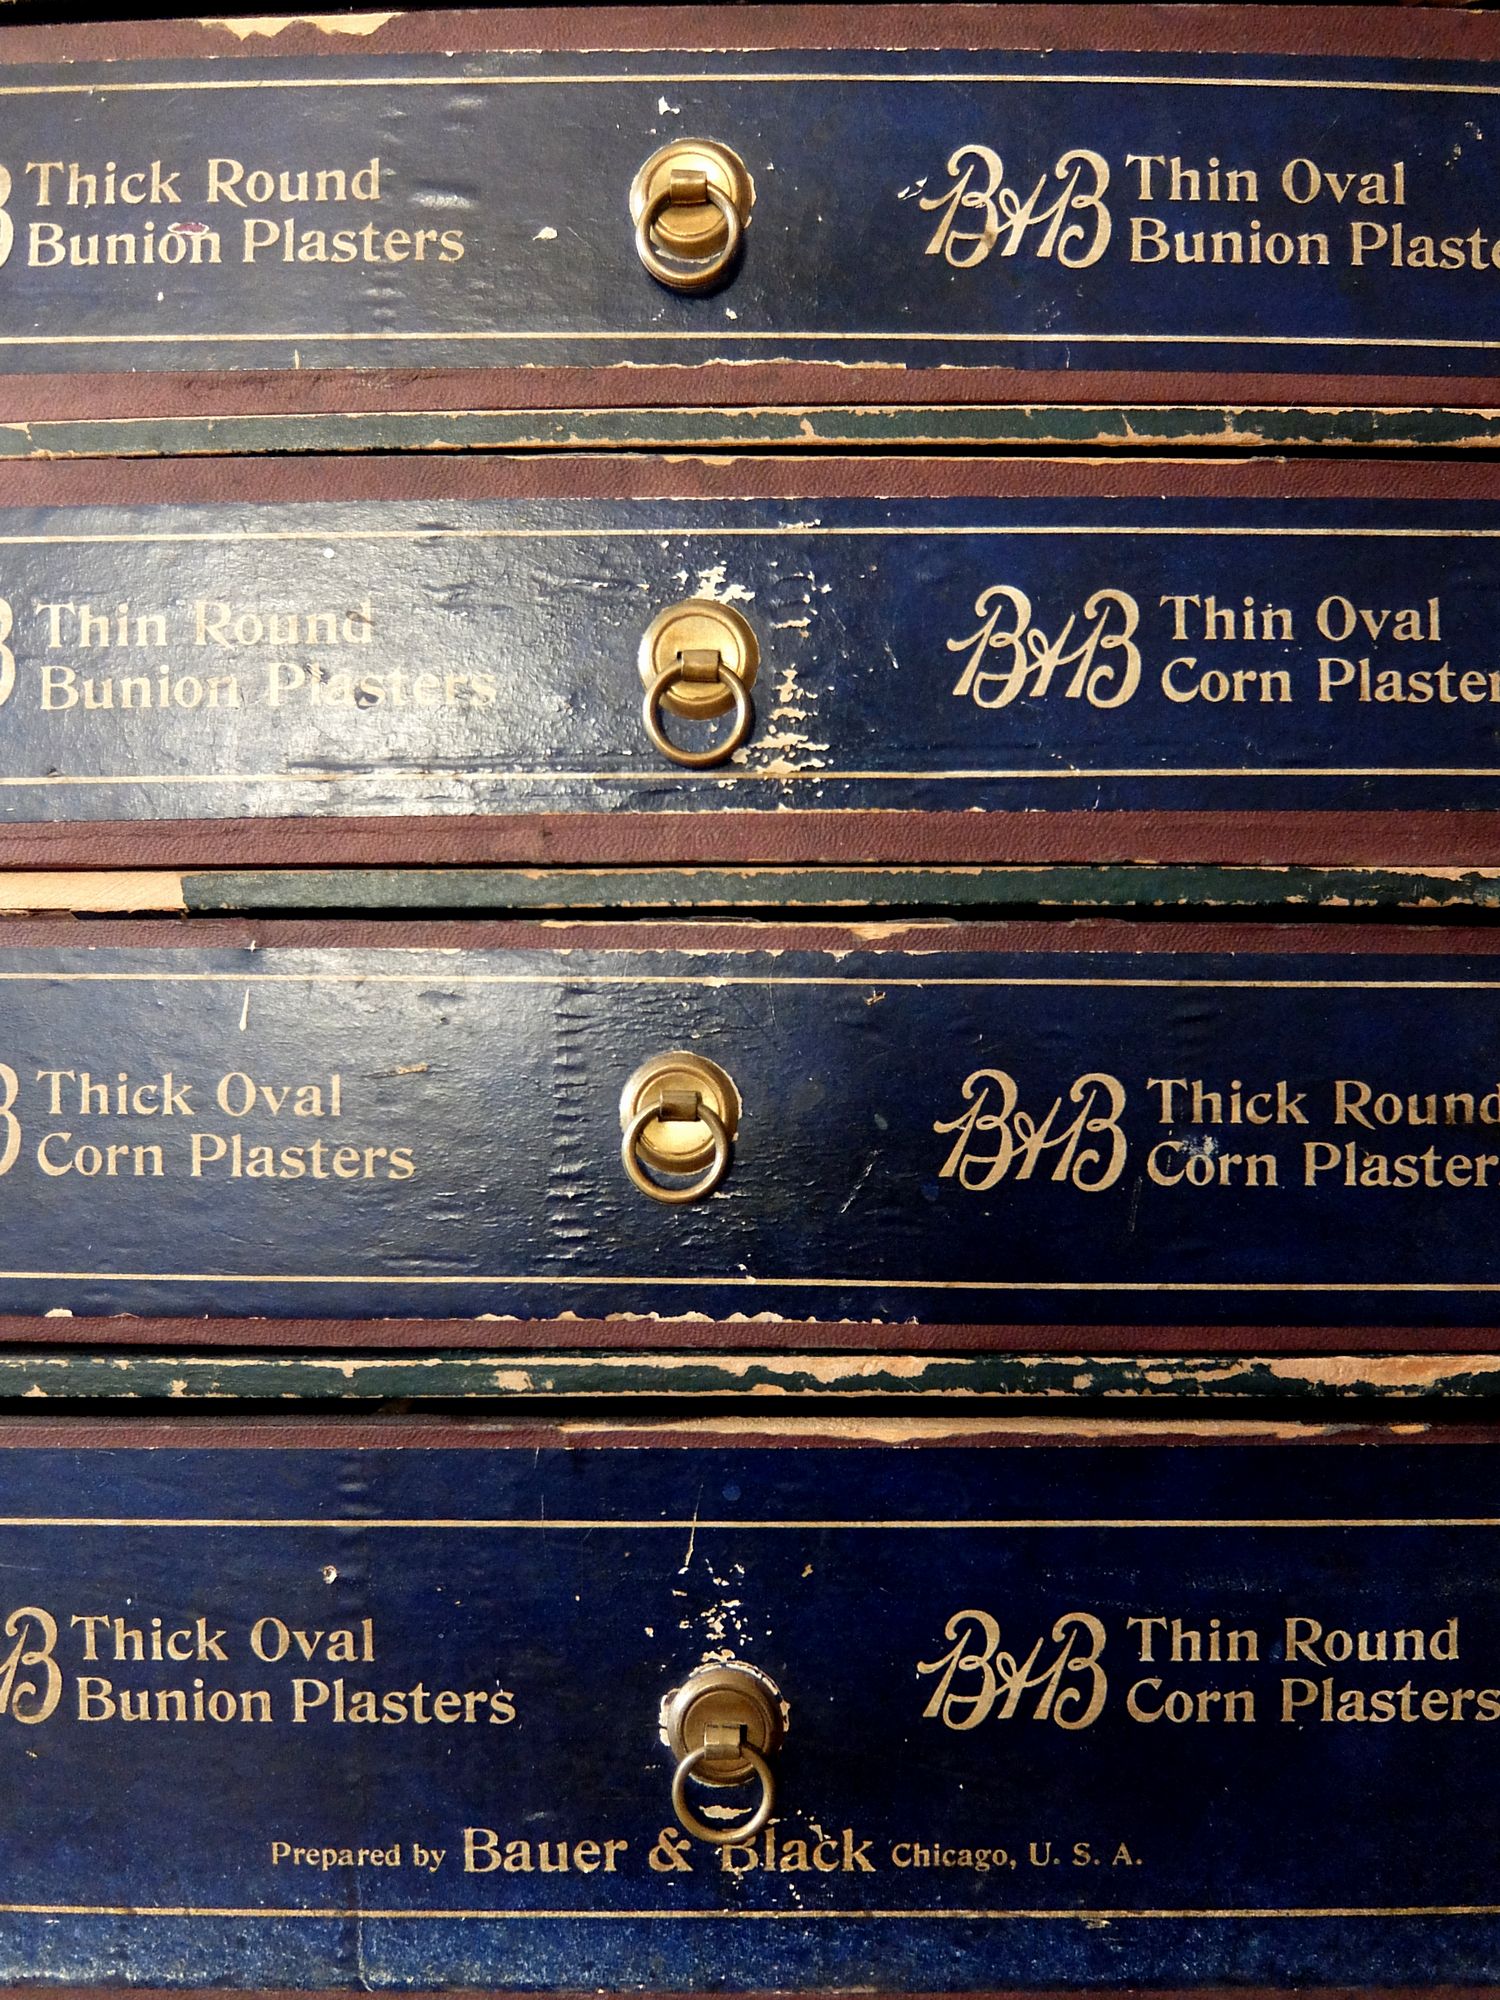 B Thick Round
Bunion Plasters
B&B Thin Oval
Bunion Plaste
B Thin Round
Bunion Plasters
B&B Thin Oval
Corn Plaster
B Thick Oval
Corn Plasters
B&B Thick Round
Corn Plaster
B Thick Oval
Bunion Plasters
B&B Thin Round
Corn Plasters
Prepared by Bauer & Black Chicago, U. S. A.